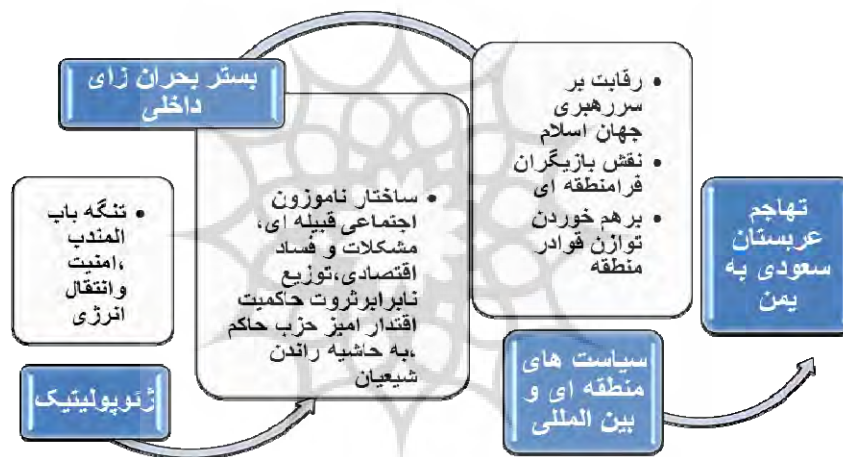 بستر بحران زای
داخلی
• رقابت بر
سررهبری
جهان اسلام
• نقش بازیگران
فرامنطقه ای
• برهم خوردن
توازن قوادر
منطقه
تهاجم
عربستان
سعودی به
یمن
• ساختار ناموزون
اجتماعی قبیله ای،
مشکلات و فساد
اقتصادی،توزیع
نابرابرثروت حاکمیت
اقتدار امیز حزب حاکم
،به حاشیه راندن
شیعیان
• تنگه باب
المندب
،امنیت
وانتقال
انرژی
ژئوپولیتیک
سیاست های
منطقه ای و
بین المللی